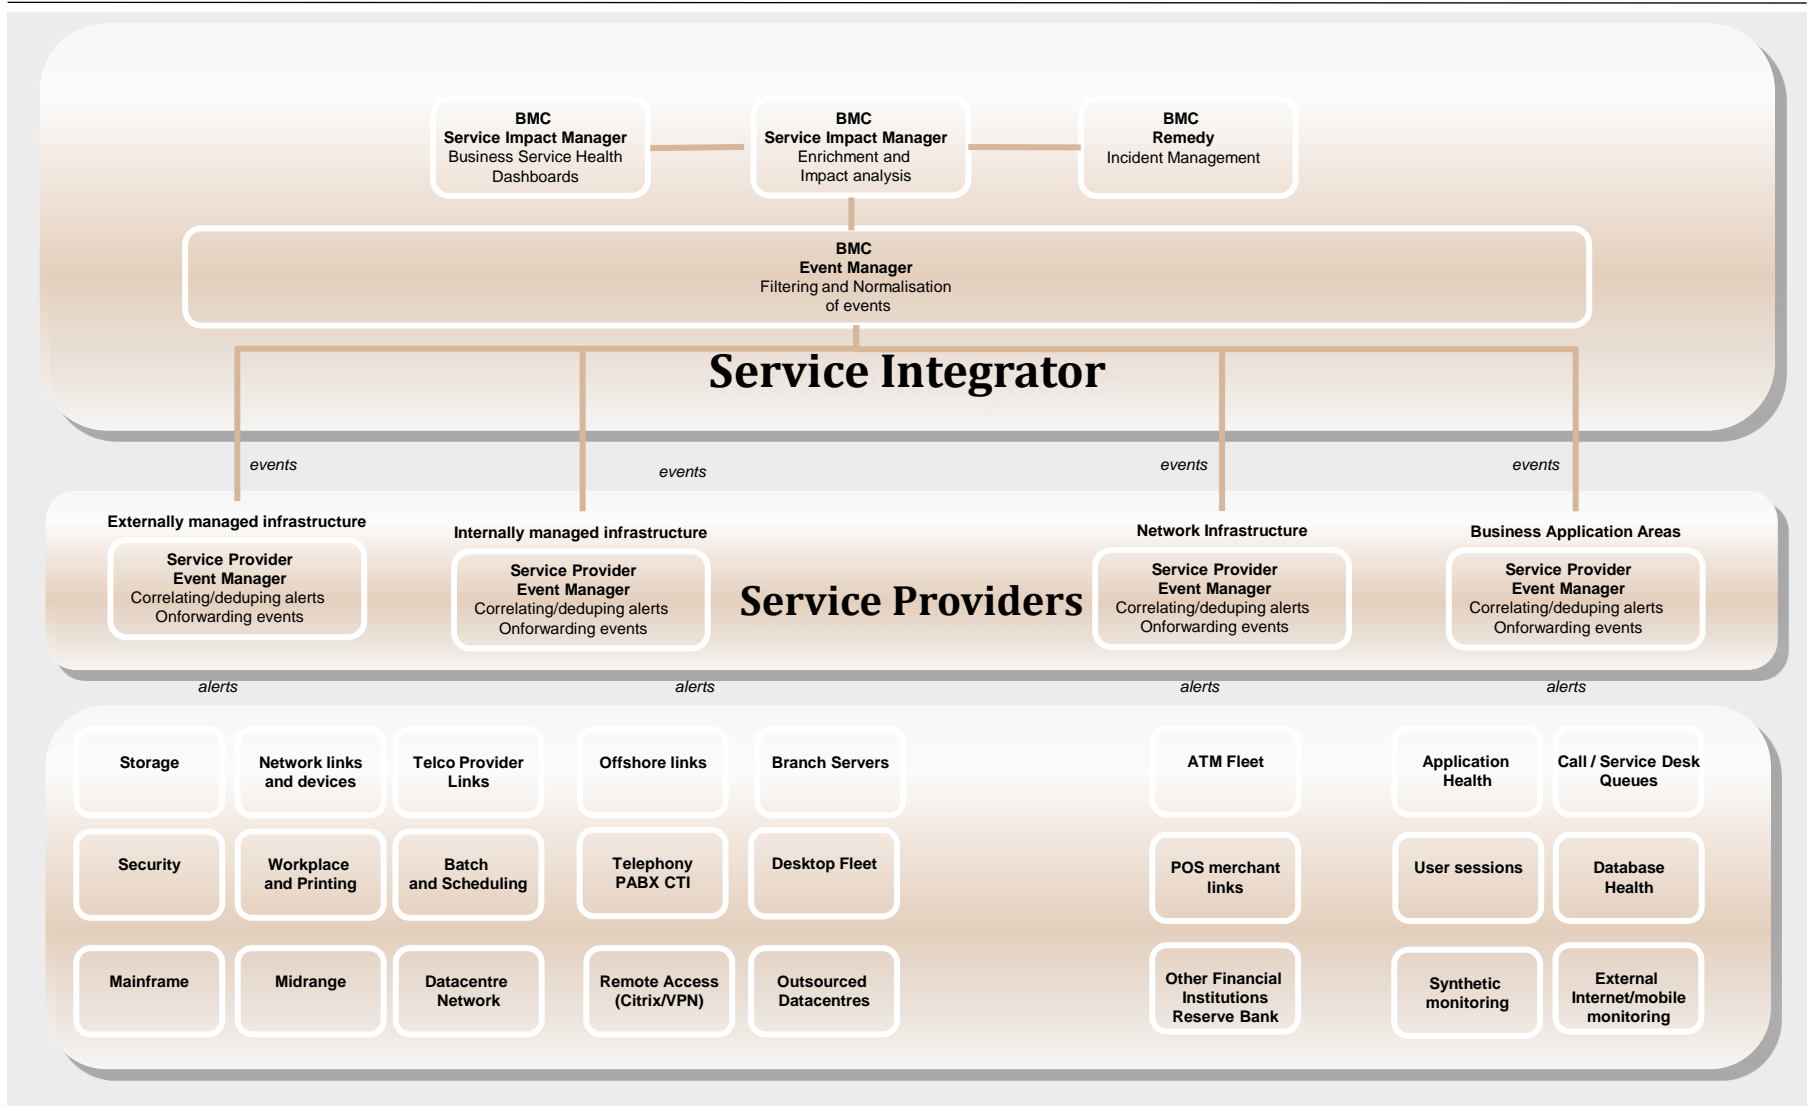 BMC
Service Impact Manager
Business Service Health
Dashboards
BMC
Service Impact Manager
Enrichment and
Impact analysis
BMC
Remedy
Incident Management
BMC
Event Manager
Filtering and Normalisation
of events
Service Integrator
events
events
events
events
Externally managed infrastructure
Service Provider
Event Manager
Correlating/deduping alerts
Onforwarding events
Internally managed infrastructure
Service Provider
Event Manager
Correlating/deduping alerts
Onforwarding events
Service Providers
Network Infrastructure
Service Provider
Event Manager
Correlating/deduping alerts
Onforwarding events
Business Application Areas
Service Provider
Event Manager
Correlating/deduping alerts
Onforwarding events
alerts
alerts
alerts
alerts
Storage
Network links
and devices
Telco Provider
Links
Offshore links
Branch Servers
ATM Fleet
Application
Health
Call / Service Desk
Queues
Security
Workplace
and Printing
Batch
and Scheduling
Telephony
PABX CTI
Desktop Fleet
POS merchant
links
User sessions
Database
Health
Mainframe
Midrange
Datacentre
Network
Remote Access
(Citrix/VPN)
Outsourced
Datacentres
Other Financial
Institutions
Reserve Bank
Synthetic
monitoring
External
Internet/mobile
monitoring